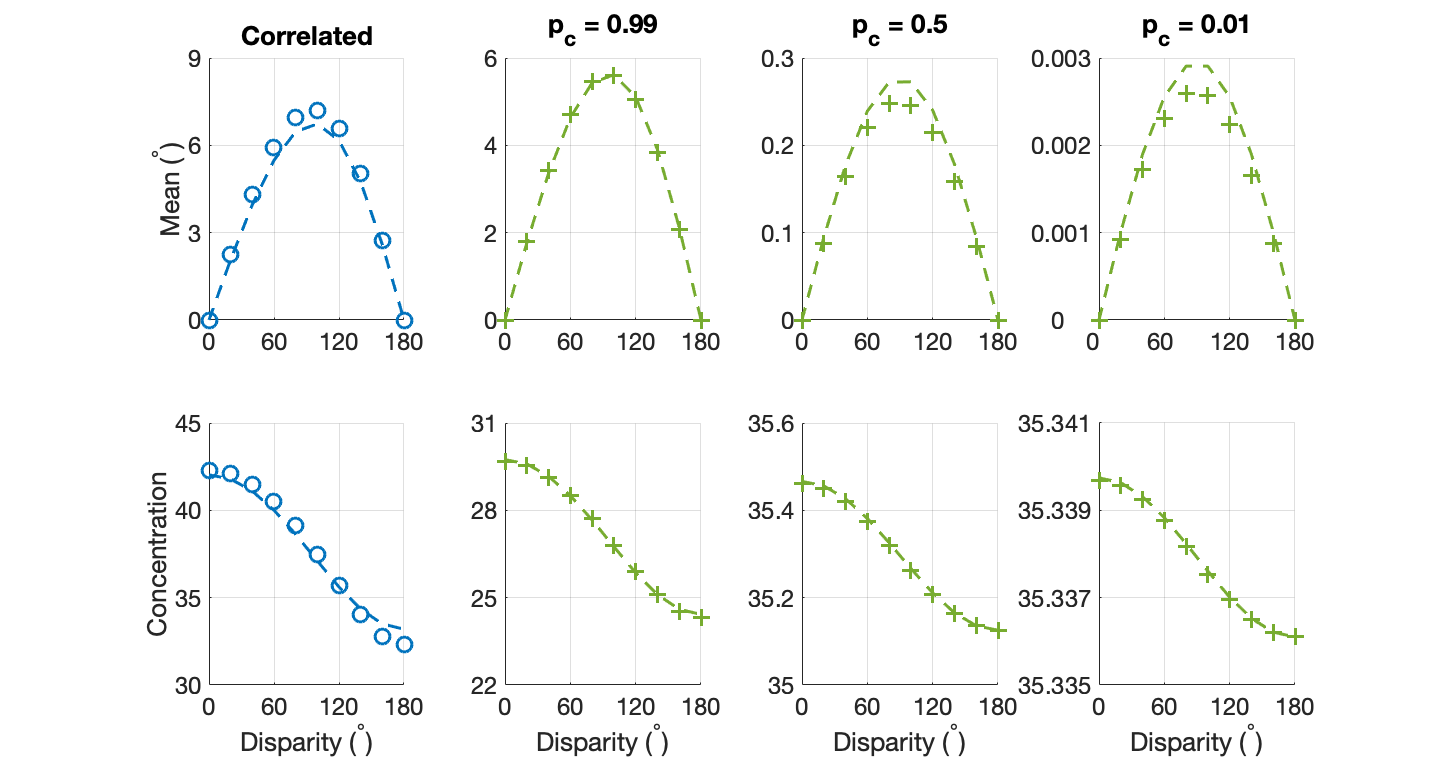 Correlated
p_c = 0.99
p_c = 0.5
p_c = 0.01
Mean (°)
9
6
3
0
0 60 120 180
6
4
2
0
0 60 120 180
0.3
0.2
0.1
0
0 60 120 180
0.003
0.002
0.001
0
0 60 120 180
Concentration
45
40
35
30
0 60 120 180
Disparity (°)
31
28
25
22
0 60 120 180
Disparity (°)
35.6
35.4
35.2
35
0 60 120 180
Disparity (°)
35.341
35.339
35.337
35.335
0 60 120 180
Disparity (°)